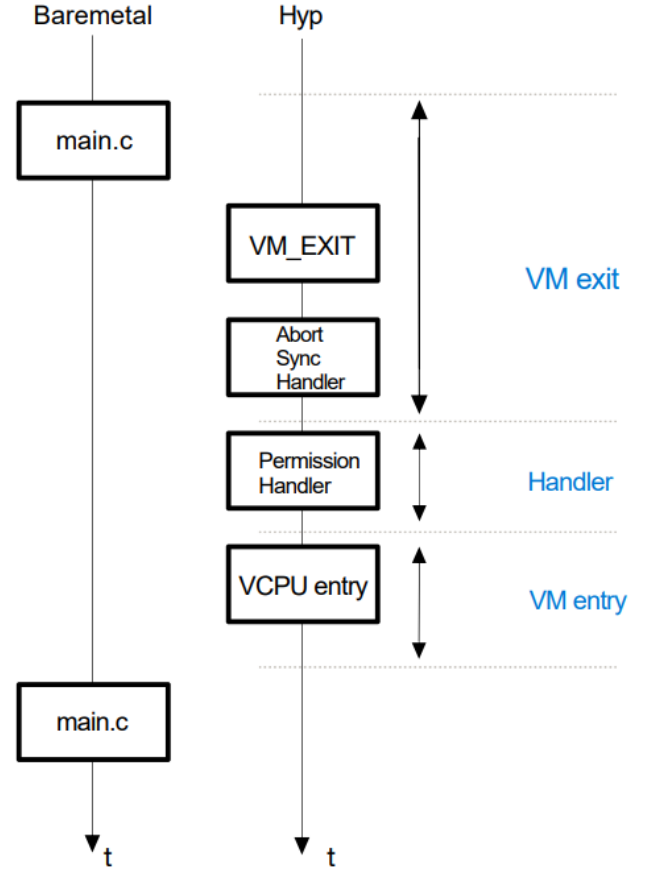 Baremetal
Hyp
main.c
VM_EXIT
VM exit
Abort
Sync
Handler
Permission
Handler
Handler
VCPU entry
VM entry
main.c
t
t